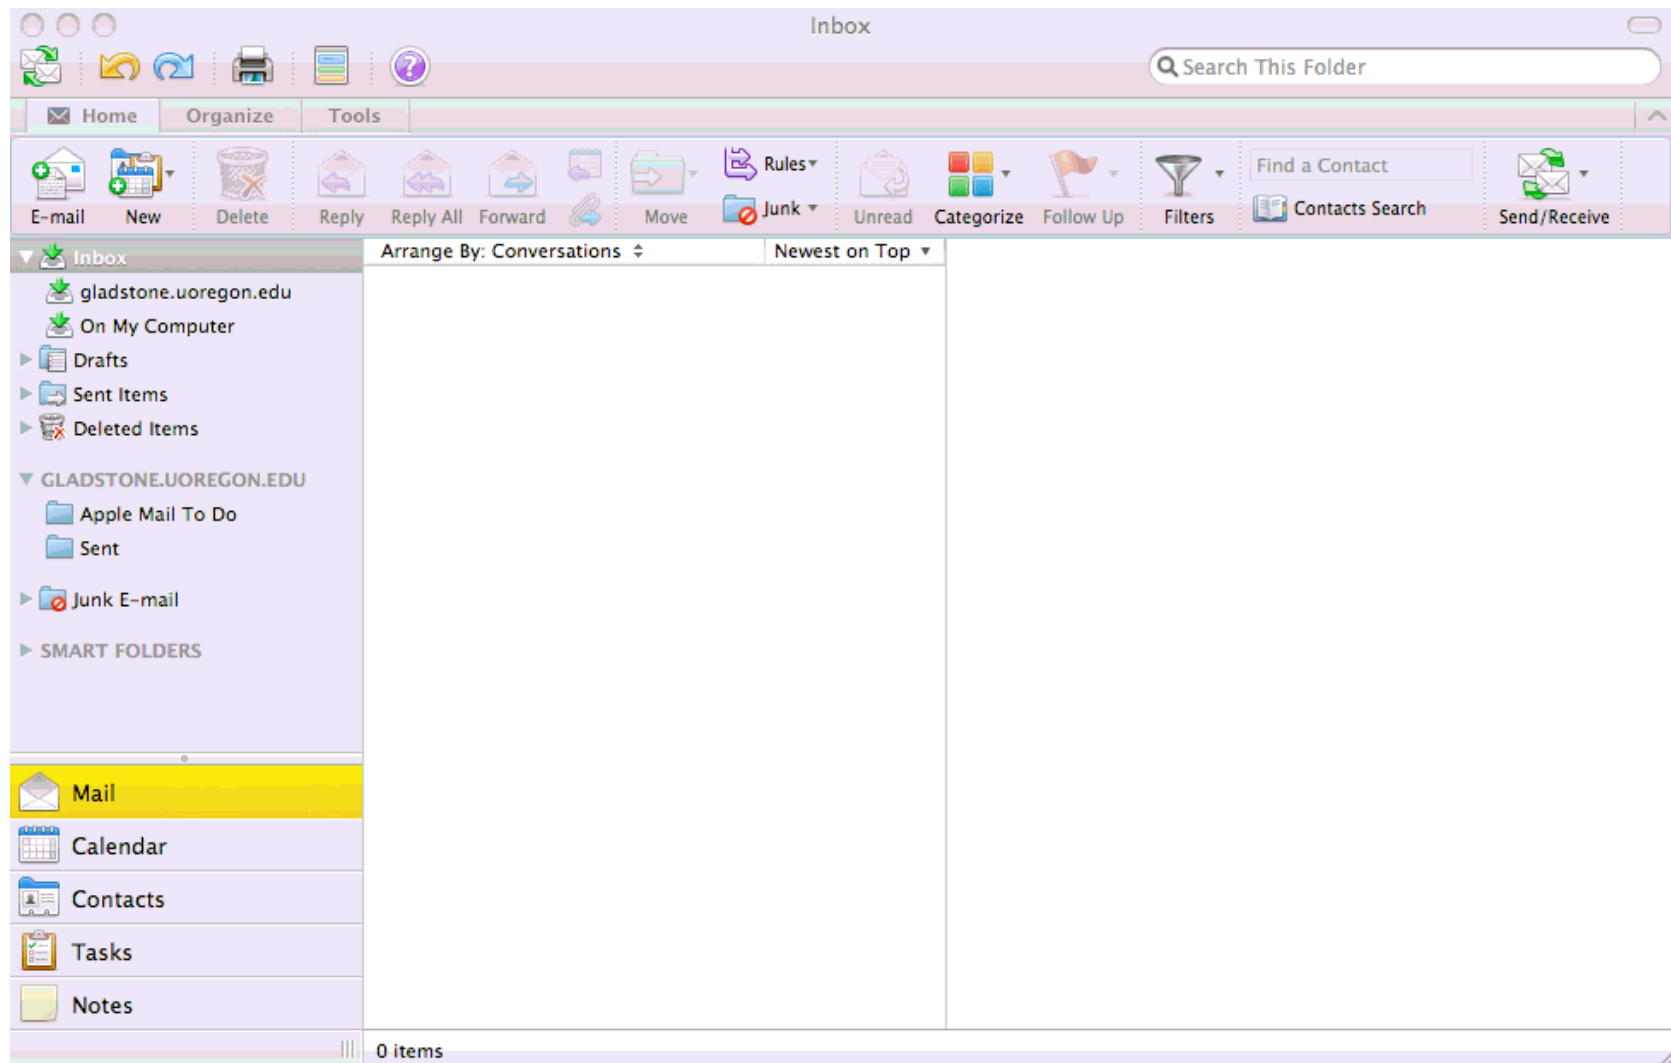 Inbox
Search This Folder
Home Organize Tools
E-mail New Delete Reply Reply All Forward Move Rules Junk Unread Categorize Follow Up Filters Find a Contact Contacts Search Send/Receive
Inbox
gladstone.uoregon.edu
On My Computer
Drafts
Sent Items
Deleted Items
GLADSTONE.UOREGON.EDU
Apple Mail To Do
Sent
Junk E-mail
SMART FOLDERS
Mail
Calendar
Contacts
Tasks
Notes
Arrange By: Conversations Newest on Top
0 items